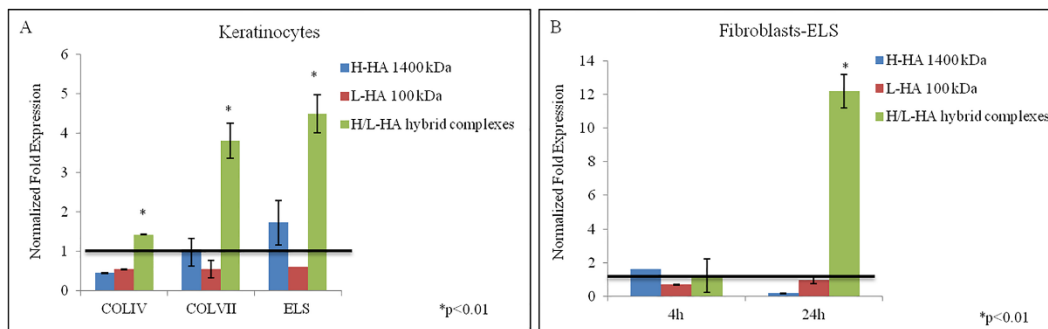 A
Keratinocytes
Normalized Fold Expression
6
5
4
3
2
1
0
*
*
*
COLIV
COLVII
ELS
H-HA 1400 kDa
L-HA 100 kDa
H/L-HA hybrid complexes
*p<0.01
B
Fibroblasts-ELS
Normalized Fold Expression
14
12
10
8
6
4
2
0
*
4h
24h
H-HA 1400 kDa
L-HA 100 kDa
H/L-HA hybrid complexes
*p<0.01